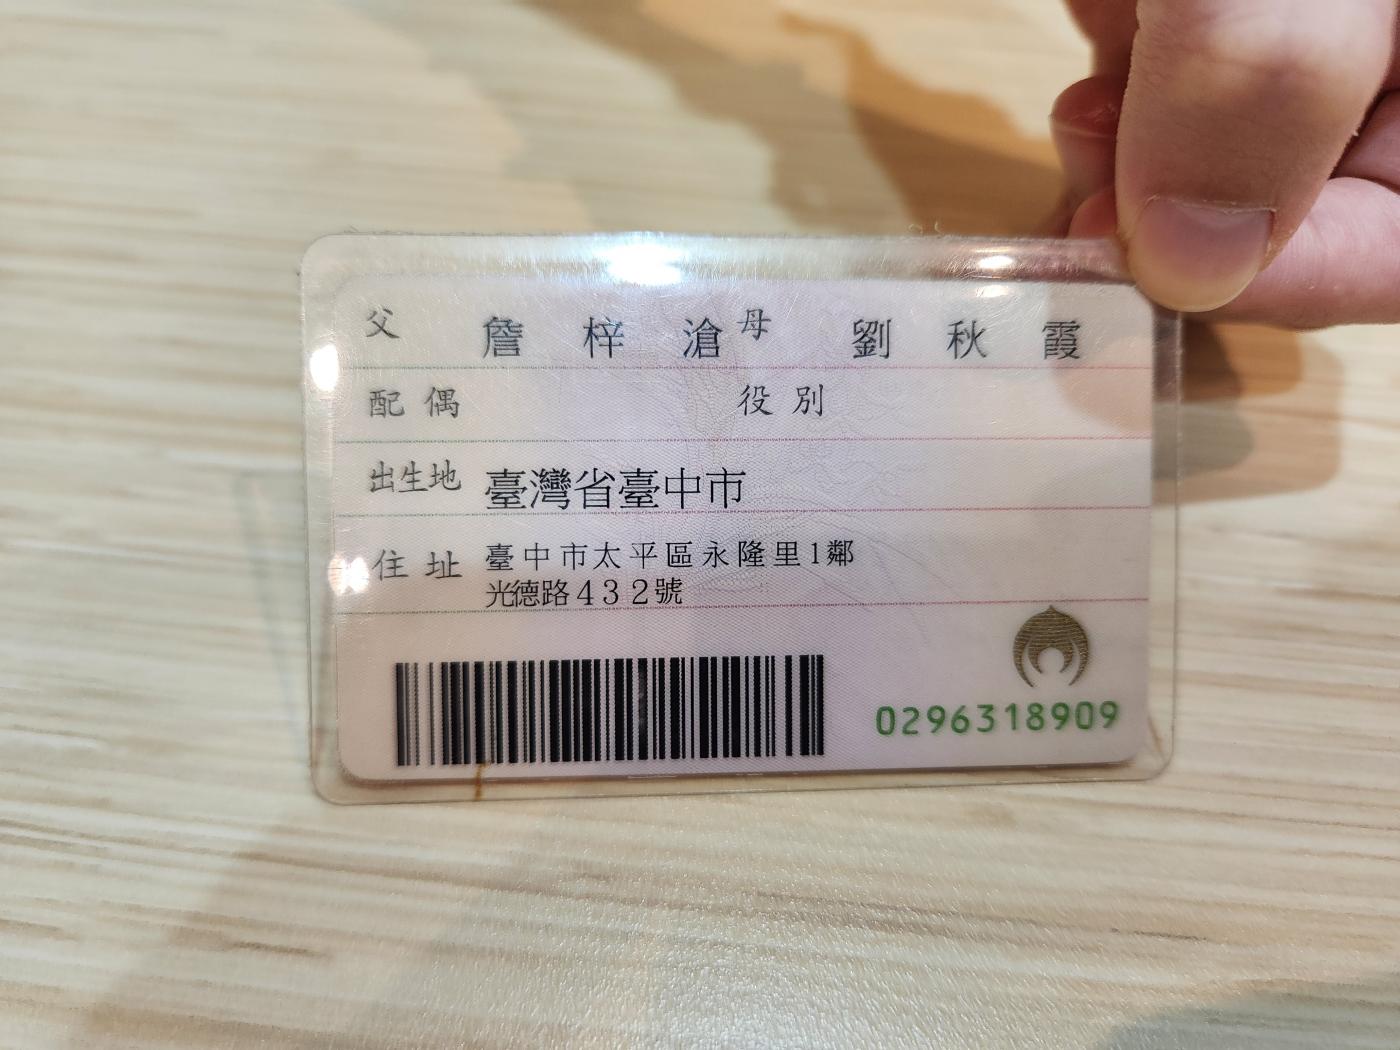 父 詹梓滄 母 劉秋霞
配偶 役別
出生地 臺灣省臺中市
住址 臺中市太平區永隆里1鄰
光德路432號
0296318909